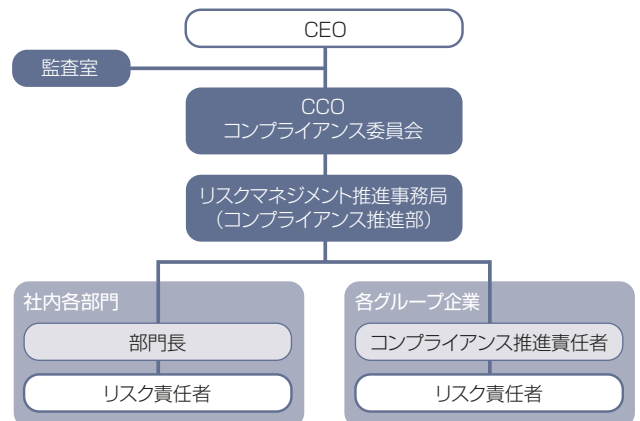 CEO
監査室
CCO
コンプライアンス委員会
リスクマネジメント推進事務局
（コンプライアンス推進部）
社内各部門
部門長
リスク責任者
各グループ企業
コンプライアンス推進責任者
リスク責任者